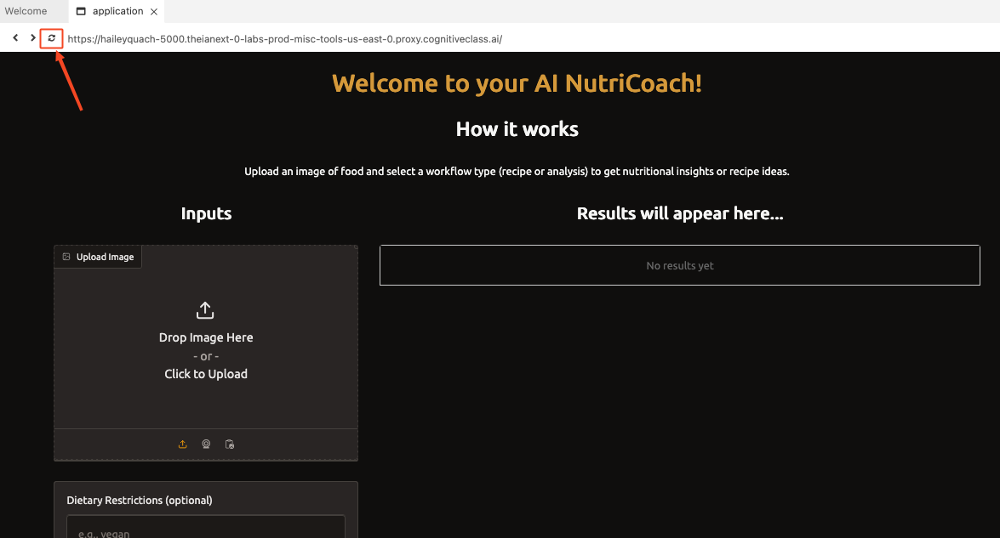 Welcome
application
https://haileyquach-5000.theianext-0-labs-prod-misc-tools-us-east-0.proxy.cognitiveclass.ai/
Welcome to your AI NutriCoach!
How it works
Upload an image of food and select a workflow type (recipe or analysis) to get nutritional insights or recipe ideas.
Inputs
Results will appear here...
Upload Image
No results yet
Drop Image Here
- or -
Click to Upload
Dietary Restrictions (optional)
e.g., vegan